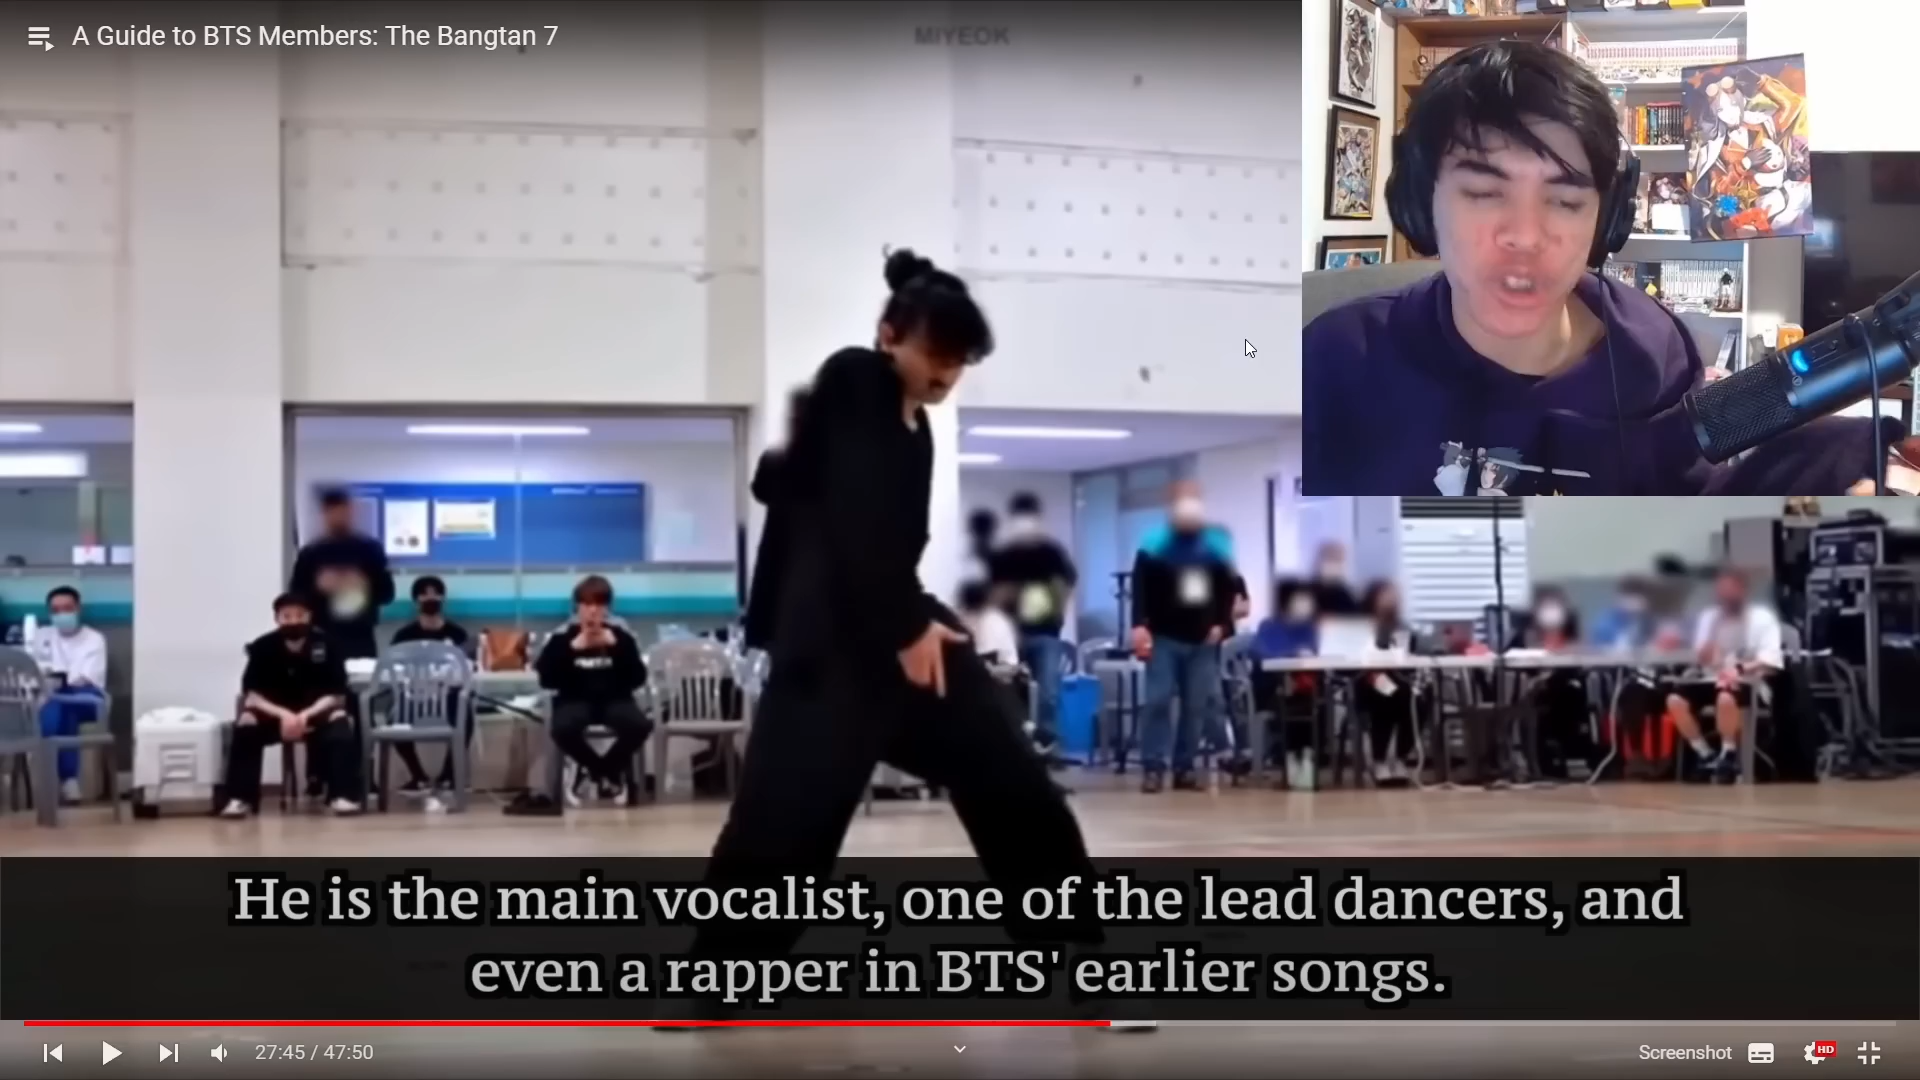 A Guide to BTS Members: The Bangtan 7
MIYEOK
He is the main vocalist, one of the lead dancers, and
even a rapper in BTS' earlier songs.
27:45 / 47:50
Screenshot
HD